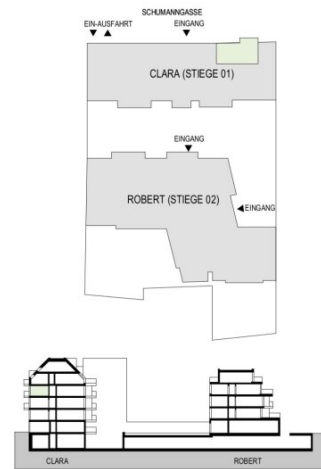 SCHUMANNGASSE
EIN-AUSFAHRT EINGANG
CLARA (STIEGE 01)
EINGANG
ROBERT (STIEGE 02)
EINGANG
CLARA ROBERT